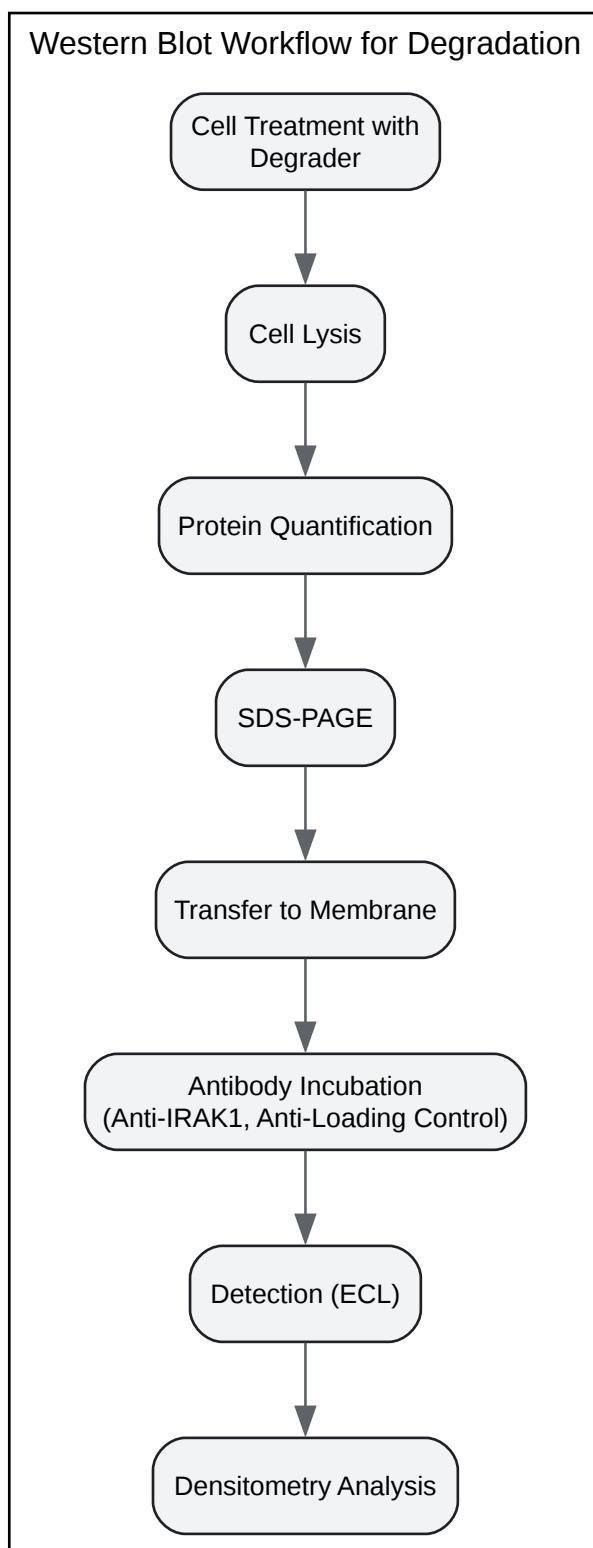 Western Blot Workflow for Degradation
Cell Treatment with
Degrader
Cell Lysis
Protein Quantification
SDS-PAGE
Transfer to Membrane
Antibody Incubation
(Anti-IRAK1, Anti-Loading Control)
Detection (ECL)
Densitometry Analysis